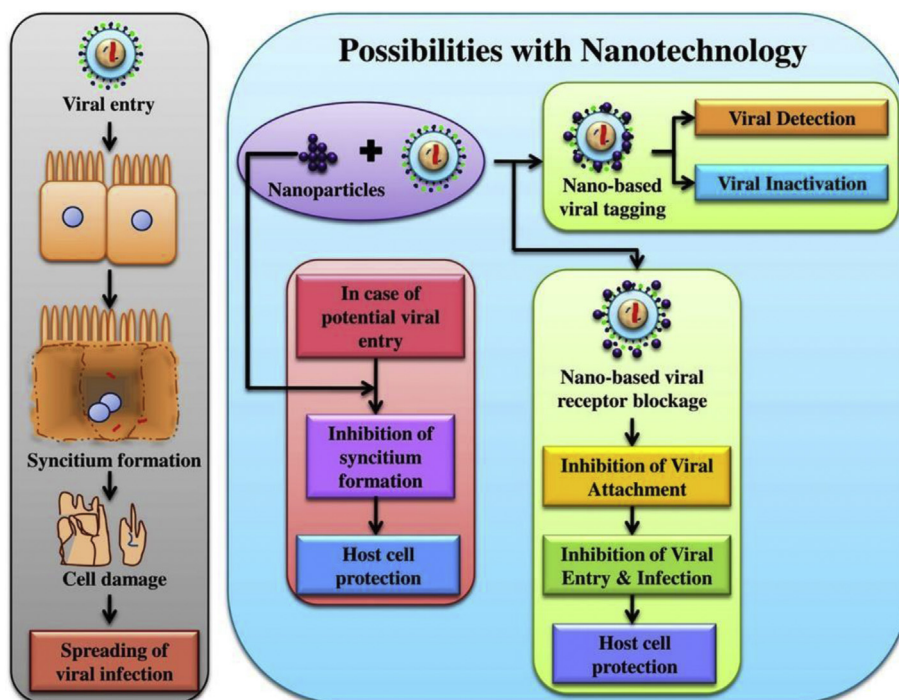 Viral entry
Syncitium formation
Cell damage
Spreading of
viral infection
Possibilities with Nanotechnology
Nanoparticles
Nano-based
viral tagging
Viral Detection
Viral Inactivation
In case of
potential viral
entry
Inhibition of
syncitium
formation
Host cell
protection
Nano-based viral
receptor blockage
Inhibition of Viral
Attachment
Inhibition of Viral
Entry & Infection
Host cell
protection